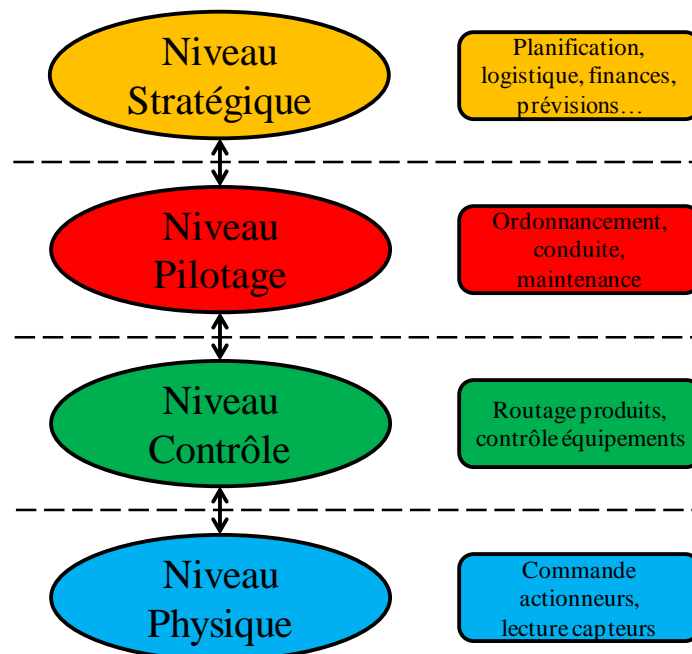 Niveau
Stratégique
Planification,
logistique, finances,
prévisions…
Niveau
Pilotage
Ordonnancement,
conduite,
maintenance
Niveau
Contrôle
Routage produits,
contrôle équipements
Niveau
Physique
Commande
actionneurs,
lecture capteurs